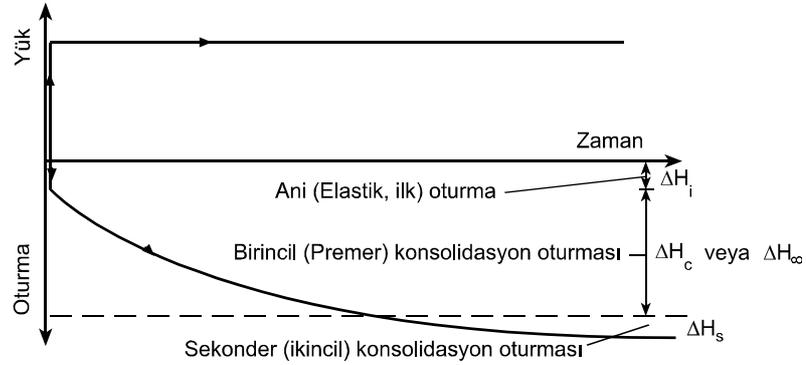 Yük
Zaman
Ani (Elastik, ilk) oturma
ΔHi
Oturma
Birincil (Premer) konsolidasyon oturması
ΔHc veya ΔH∞
ΔHs
Sekonder (ikincil) konsolidasyon oturması